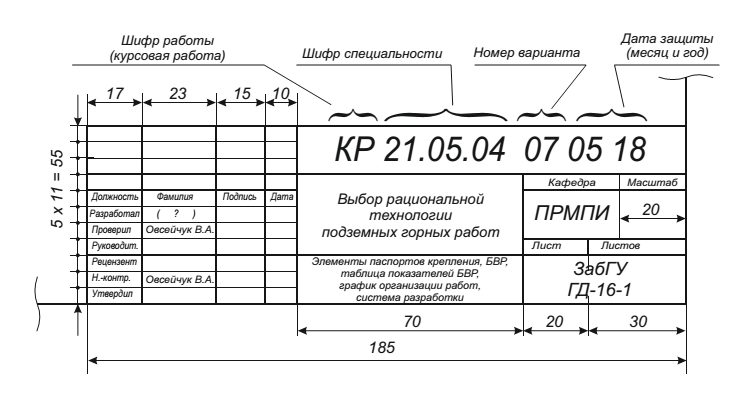 Шифр работы
(курсовая работа)
Шифр специальности
Номер варианта
Дата защиты
(месяц и год)
17 23 15 10
КР 21.05.04 07 05 18
5 x 11 = 55
Кафедра Масштаб
Должность Фамилия Подпись Дата
Выбор рациональной
технологии
подземных горных работ
ПРМПИ 20
Разработал ( ? )
Проверил Овсейчук В.А.
Руководит.
Лист Листов
Рецензент
Н.-контр. Овсейчук В.А.
Утвердил
Элементы паспортов крепления, БВР,
таблица показателей БВР,
график организации работ,
система разработки
ЗабГУ
ГД-16-1
70 20 30
185